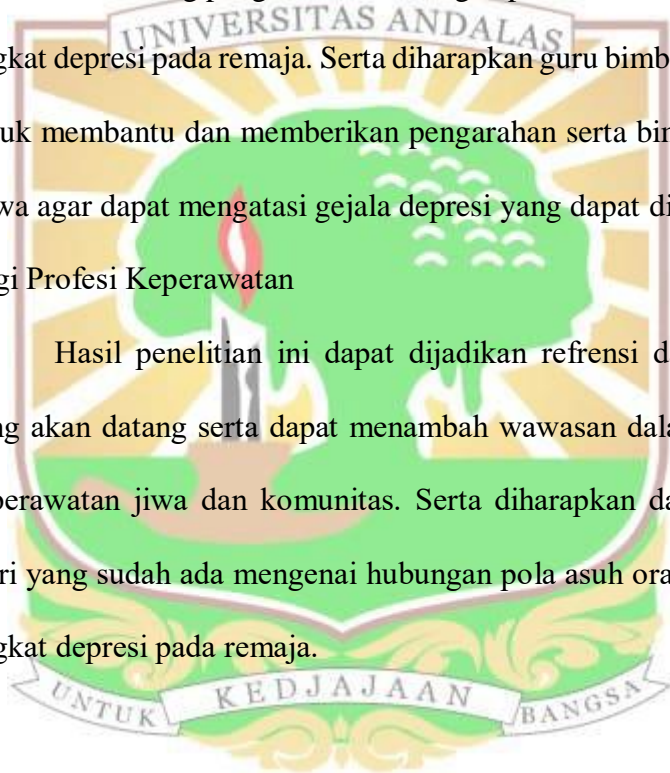 UNIVERSITAS ANDALAS
gkat depresi pada remaja. Serta diharapkan guru bimb
uk membantu dan memberikan pengarahan serta bin
wa agar dapat mengatasi gejala depresi yang dapat di
gi Profesi Keperawatan
Hasil penelitian ini dapat dijadikan refrensi d
ng akan datang serta dapat menambah wawasan dala
perawatan jiwa dan komunitas. Serta diharapkan da
ri yang sudah ada mengenai hubungan pola asuh ora
gkat depresi pada remaja.
UNTUK KEDJAJAAN BANGSA